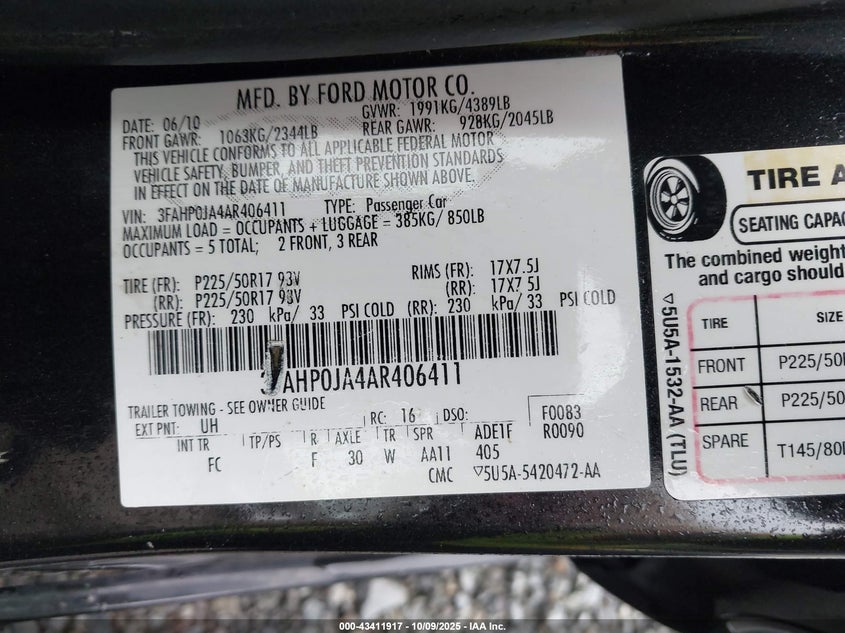 MFD. BY FORD MOTOR CO.
DATE: 06/10 GVWR: 1991KG/4389LB
FRONT GAWR: 1063KG/2344LB REAR GAWR: 928KG/2045LB
THIS VEHICLE CONFORMS TO ALL APPLICABLE FEDERAL MOTOR
VEHICLE SAFETY, BUMPER, AND THEFT PREVENTION STANDARDS
IN EFFECT ON THE DATE OF MANUFACTURE SHOWN ABOVE.
VIN: 3FAHP0JA4AR406411 TYPE: Passenger Car
MAXIMUM LOAD = OCCUPANTS + LUGGAGE = 385KG/ 850LB
OCCUPANTS = 5 TOTAL; 2 FRONT, 3 REAR
TIRE (FR): P225/50R17 93V RIMS (FR): 17X7.5J
(RR): P225/50R17 93V (RR): 17X7.5J
PRESSURE (FR): 230 kPa/ 33 PSI COLD (RR): 230 kPa/ 33 PSI COLD
AHP0JA4AR406411
TRAILER TOWING - SEE OWNER GUIDE
EXT PNT: UH RC: 16 DSO: F0083
INT TR TP/PS R AXLE TR SPR ADE1F R0090
FC F 30 W AA11 405
CMC ▽5U5A-5420472-AA
TIRE A
SEATING CAPAC
The combined weight
and cargo should
▽5U5A-1532-AA (TLU)
TIRE SIZE
FRONT P225/50
REAR P225/50
SPARE T145/80
000-43411917 - 10/09/2025 - IAA Inc.